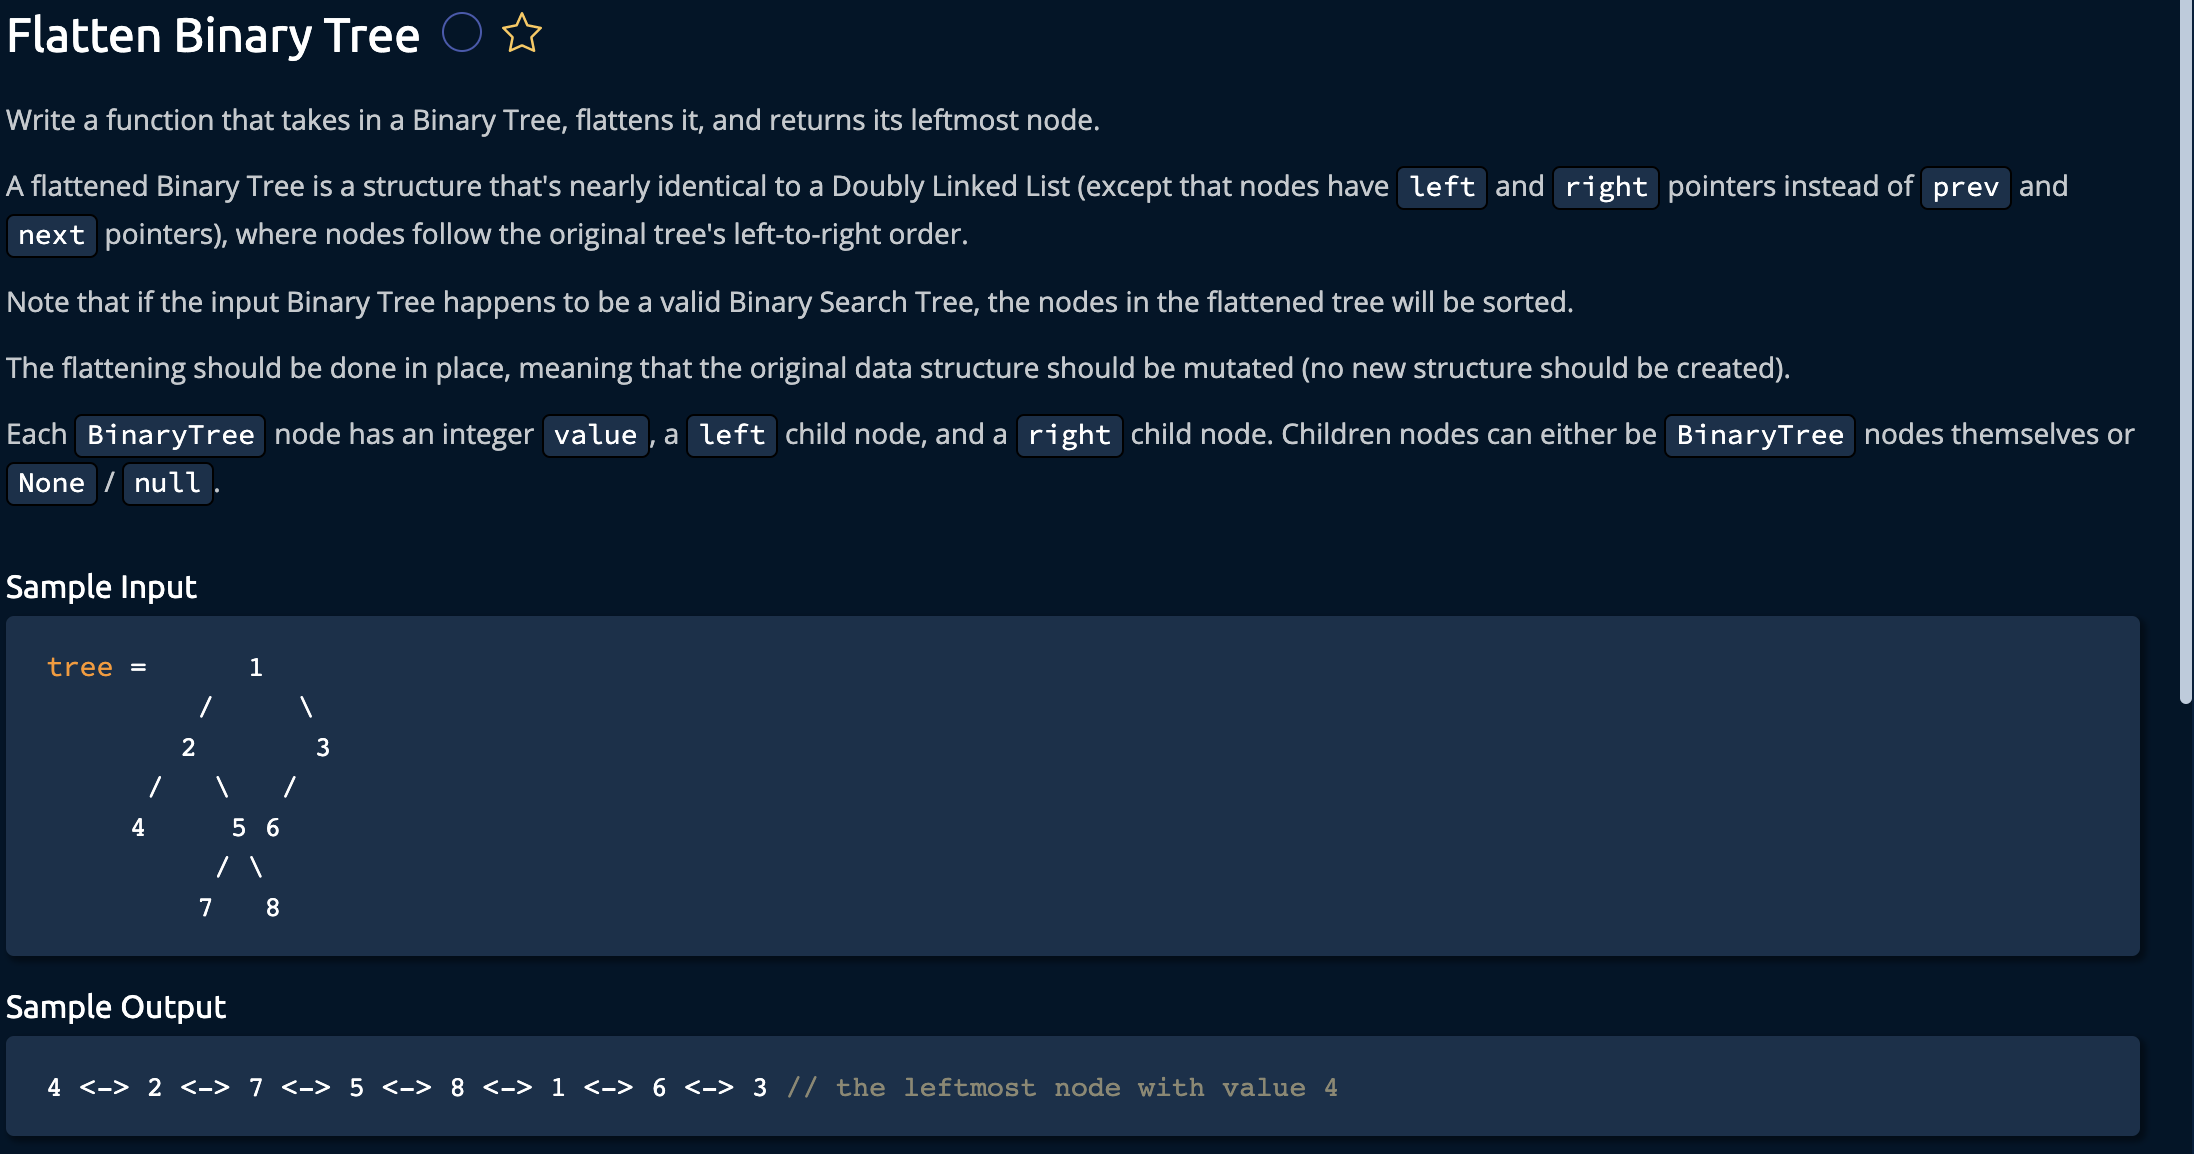 Flatten Binary Tree
Write a function that takes in a Binary Tree, flattens it, and returns its leftmost node.
A flattened Binary Tree is a structure that's nearly identical to a Doubly Linked List (except that nodes have left and right pointers instead of prev and
next pointers), where nodes follow the original tree's left-to-right order.
Note that if the input Binary Tree happens to be a valid Binary Search Tree, the nodes in the flattened tree will be sorted.
The flattening should be done in place, meaning that the original data structure should be mutated (no new structure should be created).
Each BinaryTree node has an integer value, a left child node, and a right child node. Children nodes can either be BinaryTree nodes themselves or
None / null.
Sample Input
tree =      1
         /     \
        2       3
      /   \   /
     4     5 6
          / \
         7   8
Sample Output
4 <-> 2 <-> 7 <-> 5 <-> 8 <-> 1 <-> 6 <-> 3 // the leftmost node with value 4